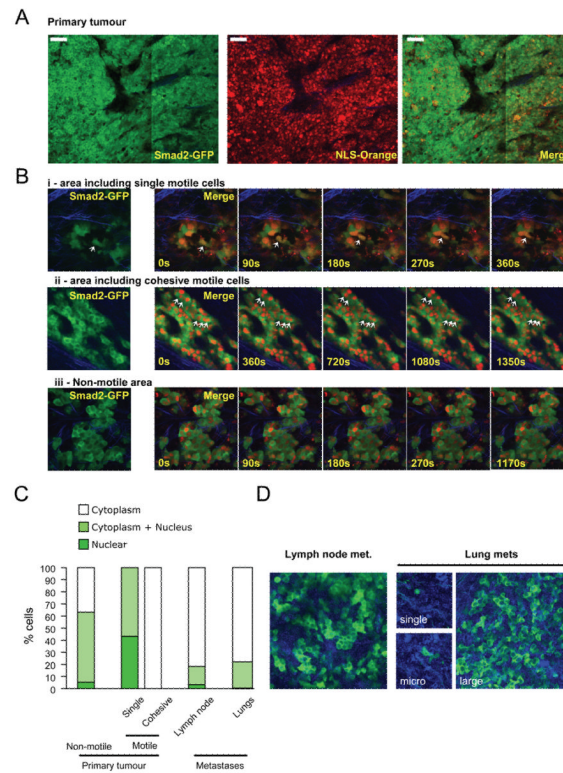 A
Primary tumour
Smad2-GFP
NLS-Orange
Merg
B
i - area including single motile cells
Smad2-GFP
Merge
0s
90s
180s
270s
360s
ii - area including cohesive motile cells
Smad2-GFP
Merge
0s
360s
720s
1080s
1350s
iii - Non-motile area
Smad2-GFP
Merge
0s
90s
180s
270s
1170s
C
Cytoplasm
Cytoplasm + Nucleus
Nuclear
% cells
100
90
80
70
60
50
40
30
20
10
0
Non-motile
Single
Cohesive
Lymph node
Lungs
Motile
Primary tumour
Metastases
D
Lymph node met.
Lung mets
single
micro
large